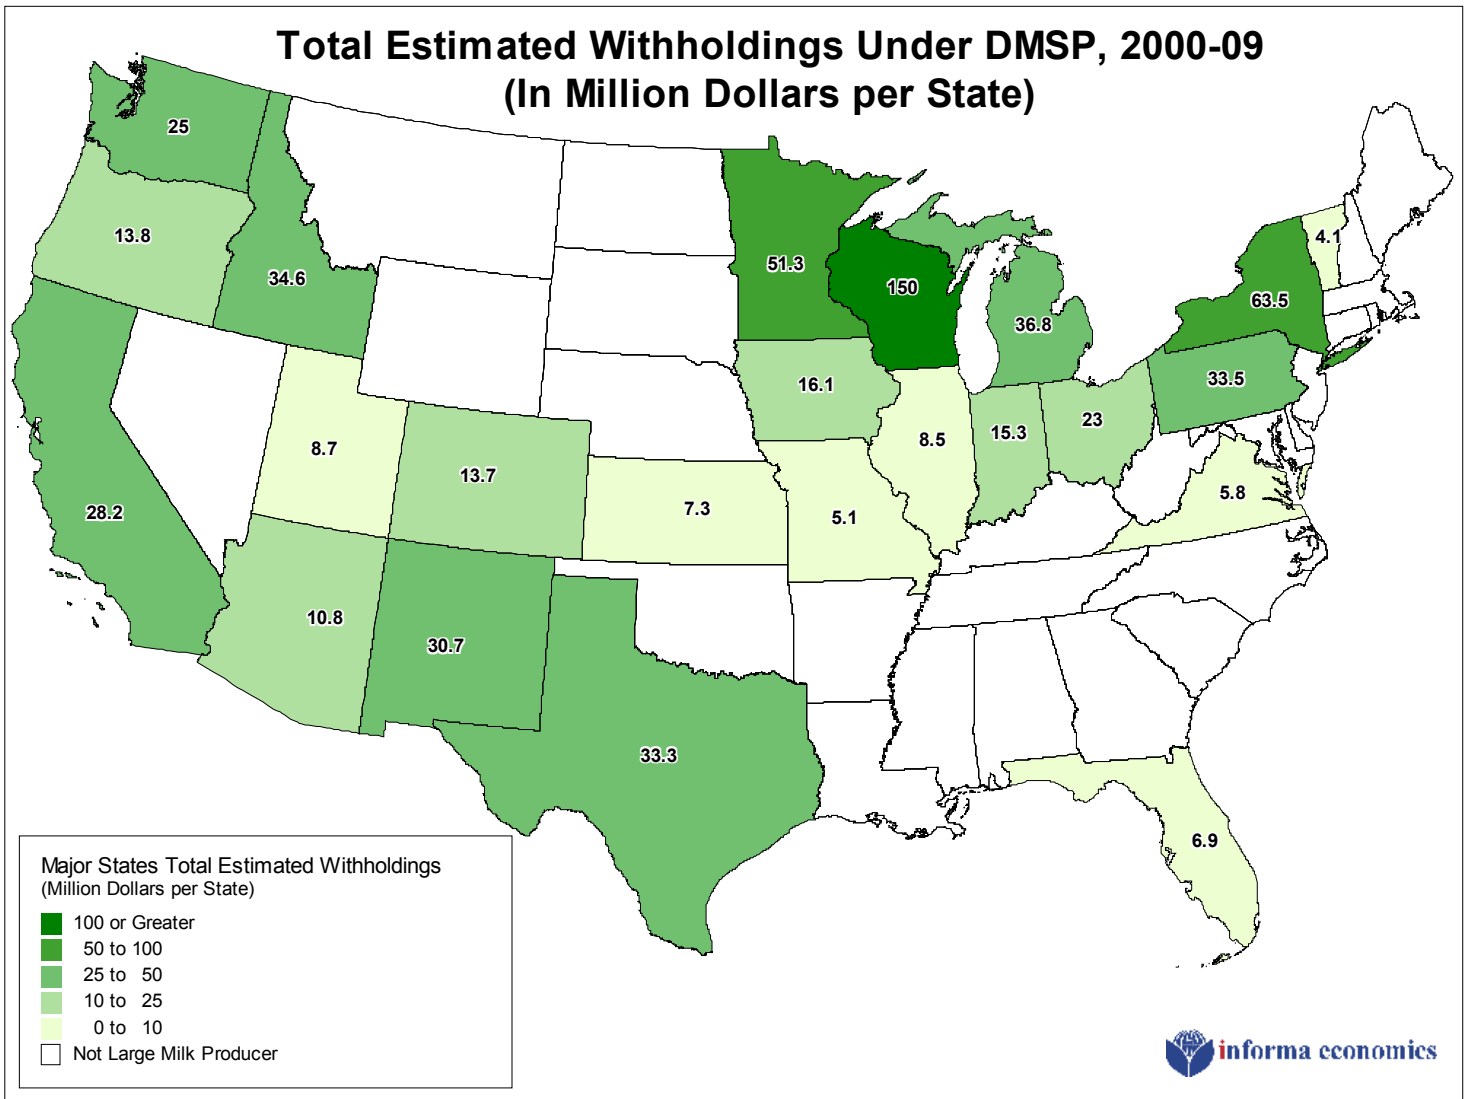 Total Estimated Withholdings Under DMSP, 2000-09
(In Million Dollars per State)
25
13.8
34.6
51.3
150
36.8
4.1
63.5
33.5
16.1
8.5
15.3
23
8.7
13.7
7.3
5.1
5.8
28.2
10.8
30.7
33.3
6.9
Major States Total Estimated Withholdings
(Million Dollars per State)
100 or Greater
50 to 100
25 to 50
10 to 25
0 to 10
Not Large Milk Producer
informa economics